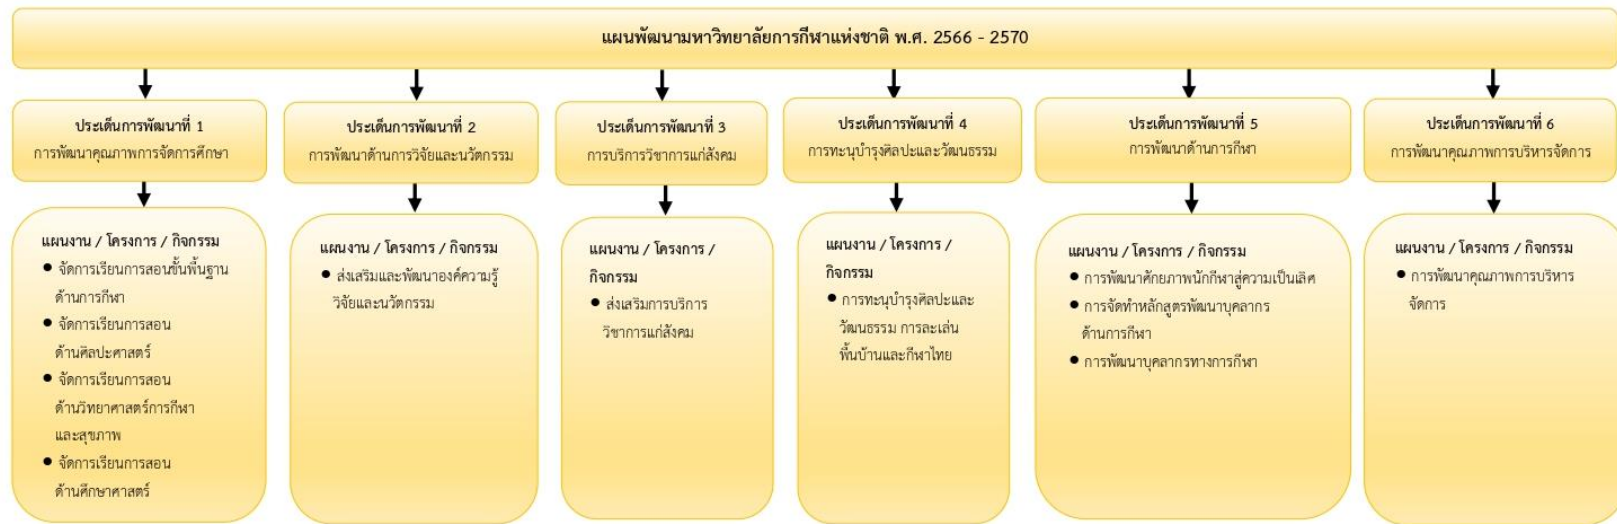 แผนพัฒนามหาวิทยาลัยการกีฬาแห่งชาติ พ.ศ. 2566 - 2570
ประเด็นการพัฒนาที่ 1
การพัฒนาคุณภาพการจัดการศึกษา
ประเด็นการพัฒนาที่ 2
การพัฒนาด้านการวิจัยและนวัตกรรม
ประเด็นการพัฒนาที่ 3
การบริการวิชาการแก่สังคม
ประเด็นการพัฒนาที่ 4
การทะนุบำรุงศิลปะและวัฒนธรรม
ประเด็นการพัฒนาที่ 5
การพัฒนาด้านการกีฬา
ประเด็นการพัฒนาที่ 6
การพัฒนาคุณภาพการบริหารจัดการ
แผนงาน / โครงการ / กิจกรรม
● จัดการเรียนการสอนขั้นพื้นฐาน
ด้านการกีฬา
● จัดการเรียนการสอน
ด้านศิลปะศาสตร์
● จัดการเรียนการสอน
ด้านวิทยาศาสตร์การกีฬา
และสุขภาพ
● จัดการเรียนการสอน
ด้านศึกษาศาสตร์
แผนงาน / โครงการ / กิจกรรม
● ส่งเสริมและพัฒนาองค์ความรู้
วิจัยและนวัตกรรม
แผนงาน / โครงการ /
กิจกรรม
● ส่งเสริมการบริการ
วิชาการแก่สังคม
แผนงาน / โครงการ /
กิจกรรม
● การทะนุบำรุงศิลปะและ
วัฒนธรรม การละเล่น
พื้นบ้านและกีฬาไทย
แผนงาน / โครงการ / กิจกรรม
● การพัฒนาศักยภาพนักกีฬาสู่ความเป็นเลิศ
● การจัดทำหลักสูตรพัฒนาบุคลากร
ด้านการกีฬา
● การพัฒนาบุคลากรทางการกีฬา
แผนงาน / โครงการ / กิจกรรม
● การพัฒนาคุณภาพการบริหาร
จัดการ